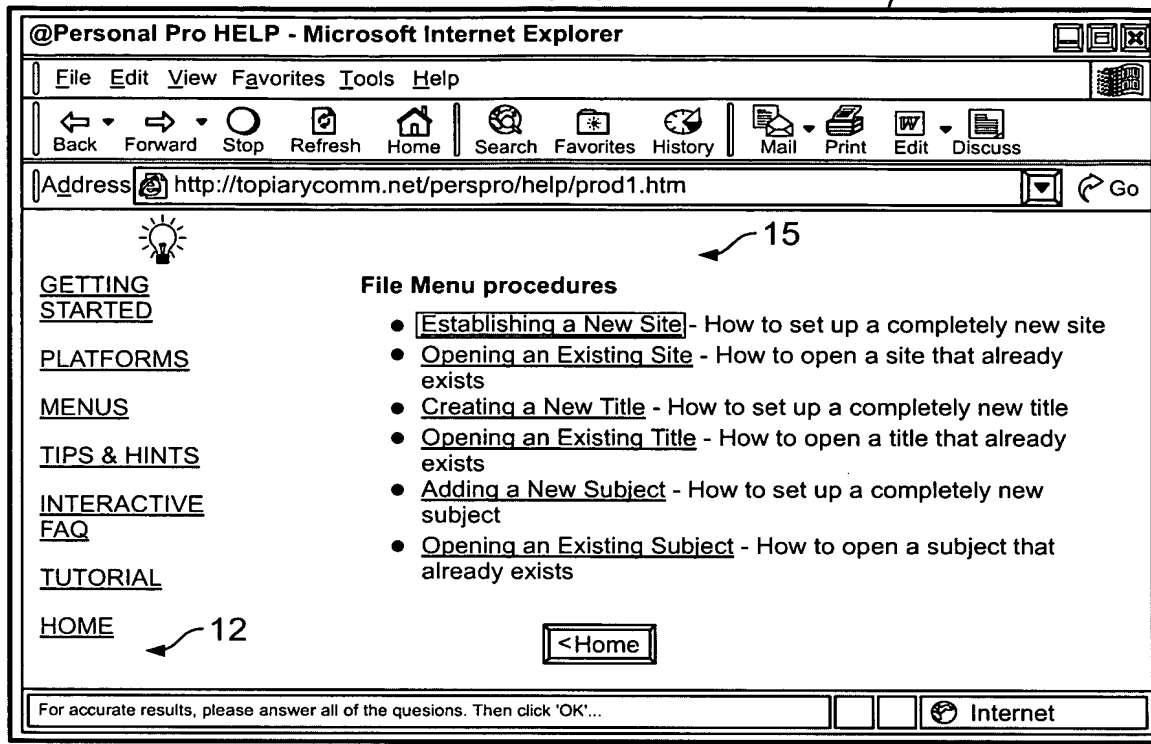 @Personal Pro HELP - Microsoft Internet Explorer
File Edit View Favorites Tools Help
Back Forward Stop Refresh Home Search Favorites History Mail Print Edit Discuss
Address http://topiarycomm.net/perspro/help/prod1.htm Go
15
GETTING
STARTED
PLATFORMS
MENUS
TIPS & HINTS
INTERACTIVE
FAQ
TUTORIAL
HOME
12
File Menu procedures
● Establishing a New Site - How to set up a completely new site
● Opening an Existing Site - How to open a site that already
exists
● Creating a New Title - How to set up a completely new title
● Opening an Existing Title - How to open a title that already
exists
● Adding a New Subject - How to set up a completely new
subject
● Opening an Existing Subject - How to open a subject that
already exists
<Home
For accurate results, please answer all of the quesions. Then click 'OK'...
Internet